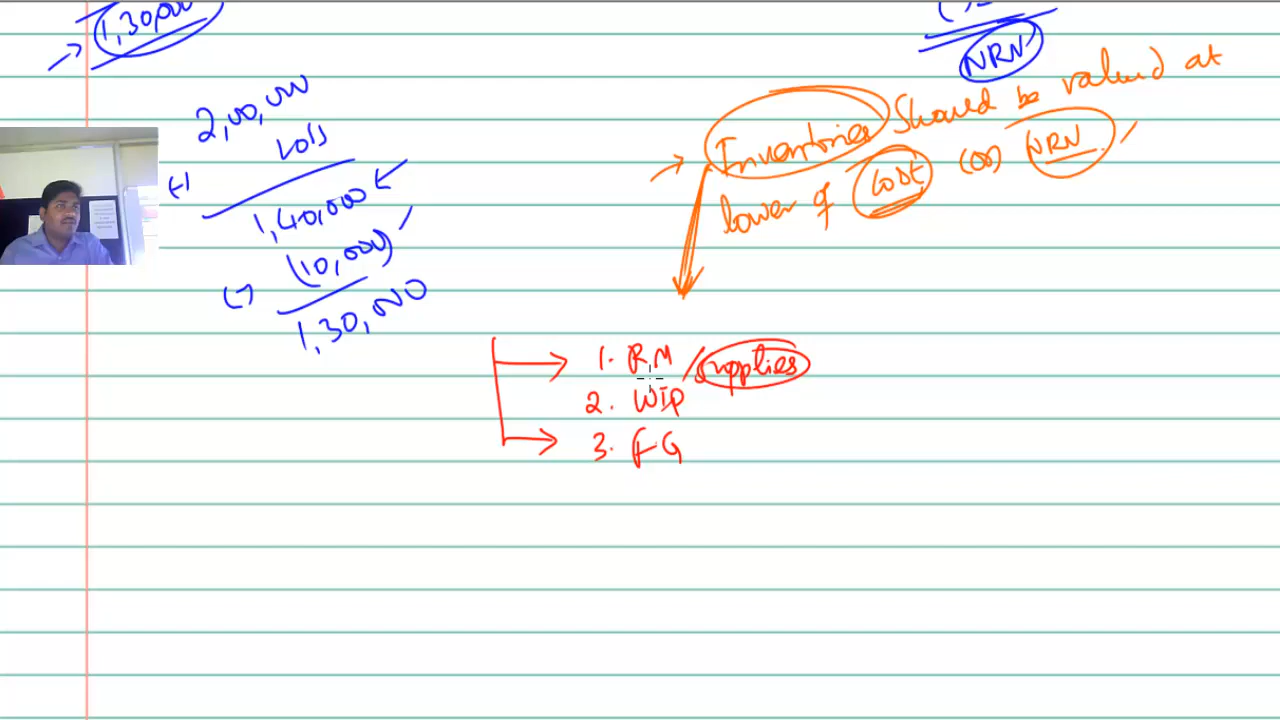 1,30,000
2,00,000
Loss
(-)
1,40,000
(10,000)
(-)
1,30,000
NRV
Inventories should be valued at
lower of Cost (or) NRV
1. R.M / supplies
2. WIP
3. F.G